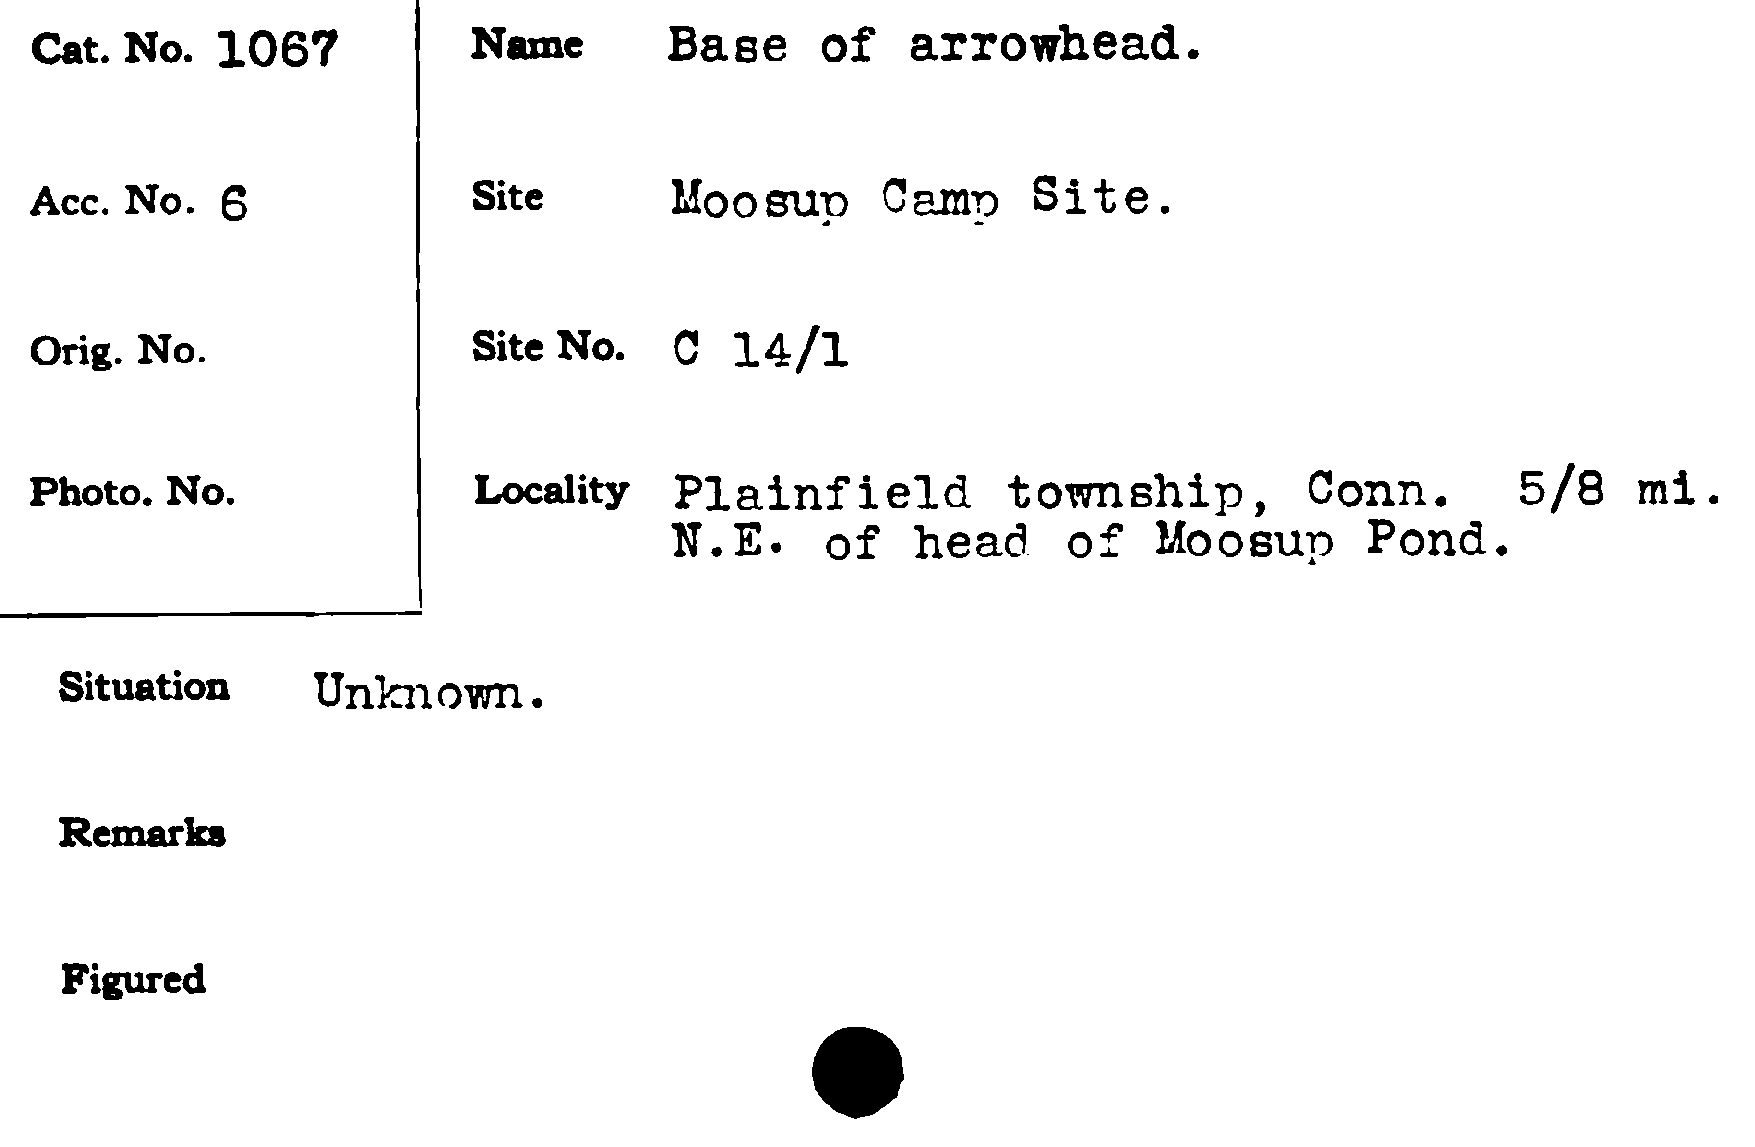 Cat. No. 1067
Acc. No. 6
Orig. No.
Photo. No.
Name Base of arrowhead.
Site Moosup Camp Site.
Site No. C 14/1
Locality Plainfield township, Conn. 5/8 mi.
N.E. of head of Moosup Pond.
Situation Unknown.
Remarks
Figured